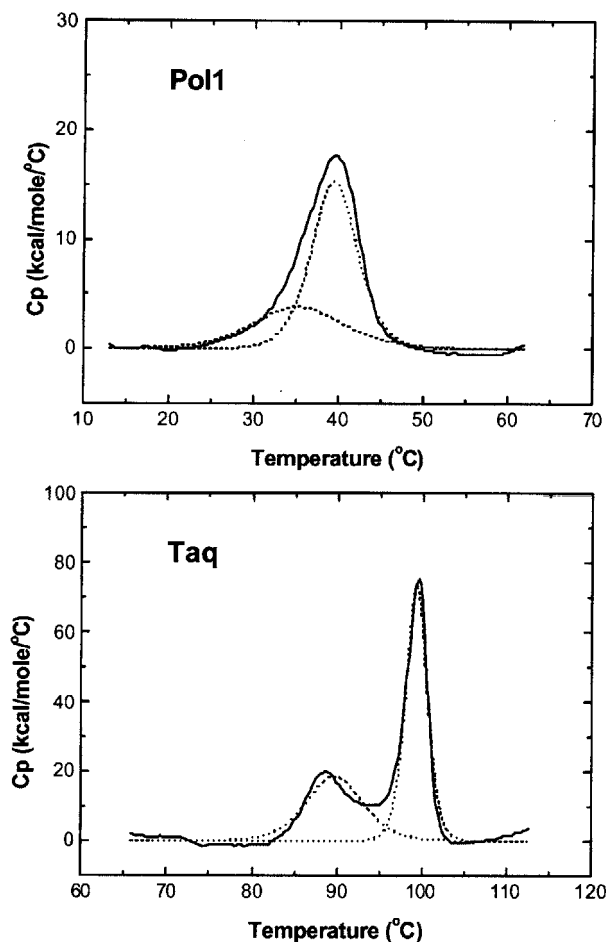 30
Pol1
20
10
0
Cp (kcal/mole/°C)
10 20 30 40 50 60 70
Temperature (°C)
100
Taq
80
60
40
20
0
Cp (kcal/mole/°C)
60 70 80 90 100 110 120
Temperature (°C)